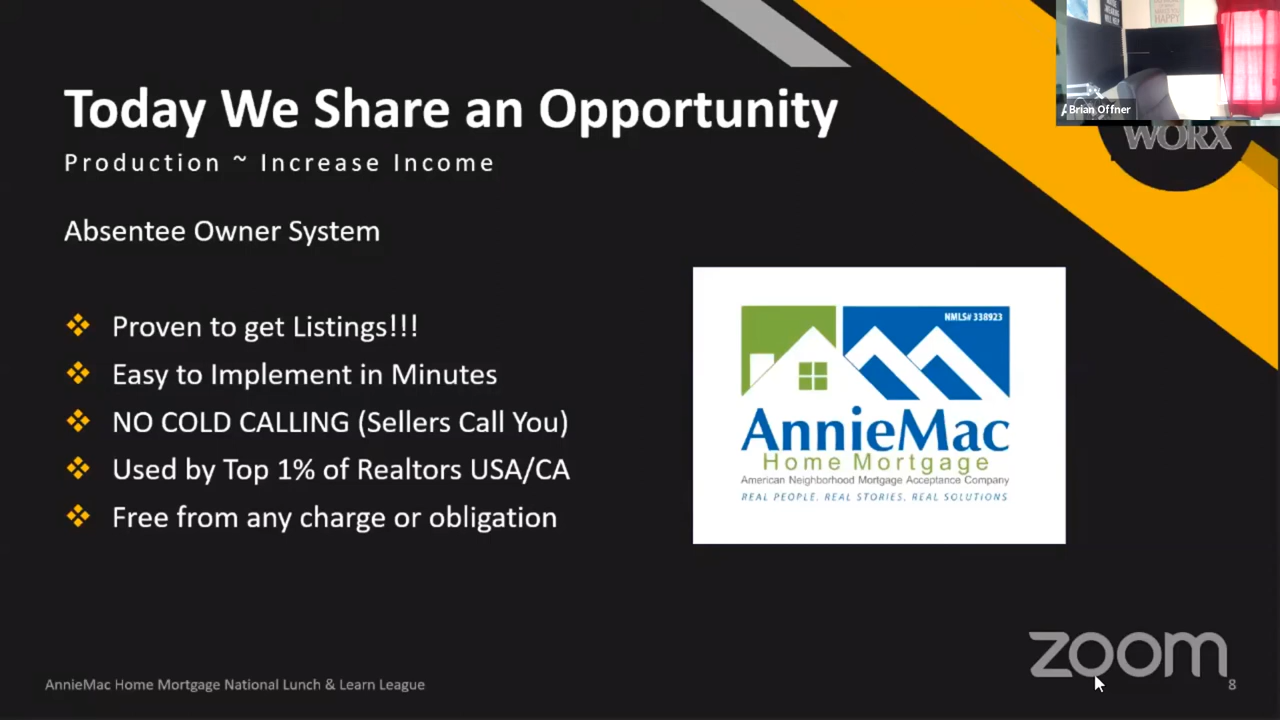 Today We Share an Opportunity
Production ~ Increase Income
Absentee Owner System
Proven to get Listings!!!
Easy to Implement in Minutes
NO COLD CALLING (Sellers Call You)
Used by Top 1% of Realtors USA/CA
Free from any charge or obligation
HAPPY
Brian Offner
WORX
NMLS# 338923
AnnieMac
Home Mortgage
American Neighborhood Mortgage Acceptance Company
REAL PEOPLE. REAL STORIES. REAL SOLUTIONS
zoom
AnnieMac Home Mortgage National Lunch & Learn League
8